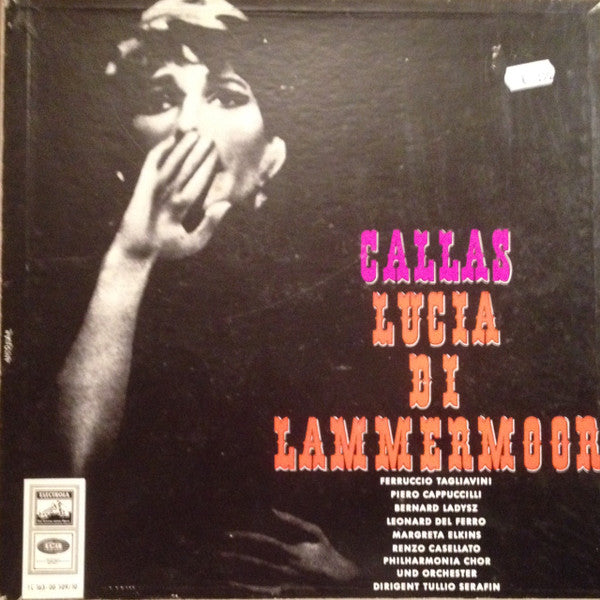 CALLAS
LUCIA
DI
LAMMERMOOR
FERRUCCIO TAGLIAVINI
PIERO CAPPUCCILLI
BERNARD LADYSZ
LEONARD DEL FERRO
MARGRETA ELKINS
RENZO CASELLATO
PHILHARMONIA CHOR
UND ORCHESTER
DIRIGENT TULLIO SERAFIN
ELECTROLA